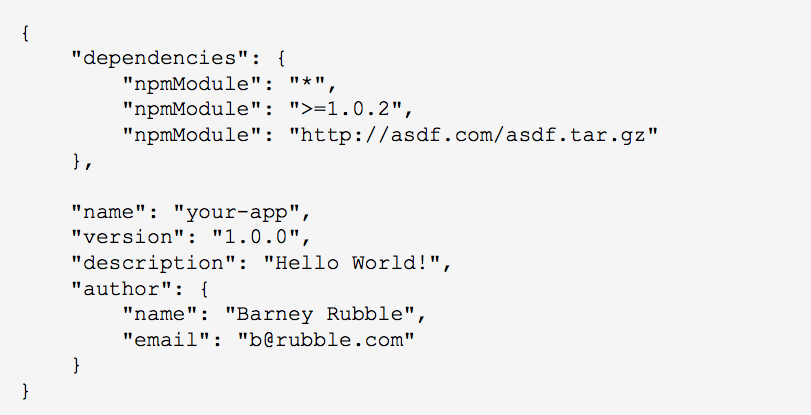 {
    "dependencies": {
        "npmModule": "*",
        "npmModule": ">=1.0.2",
        "npmModule": "http://asdf.com/asdf.tar.gz"
    },

    "name": "your-app",
    "version": "1.0.0",
    "description": "Hello World!",
    "author": {
        "name": "Barney Rubble",
        "email": "b@rubble.com"
    }
}